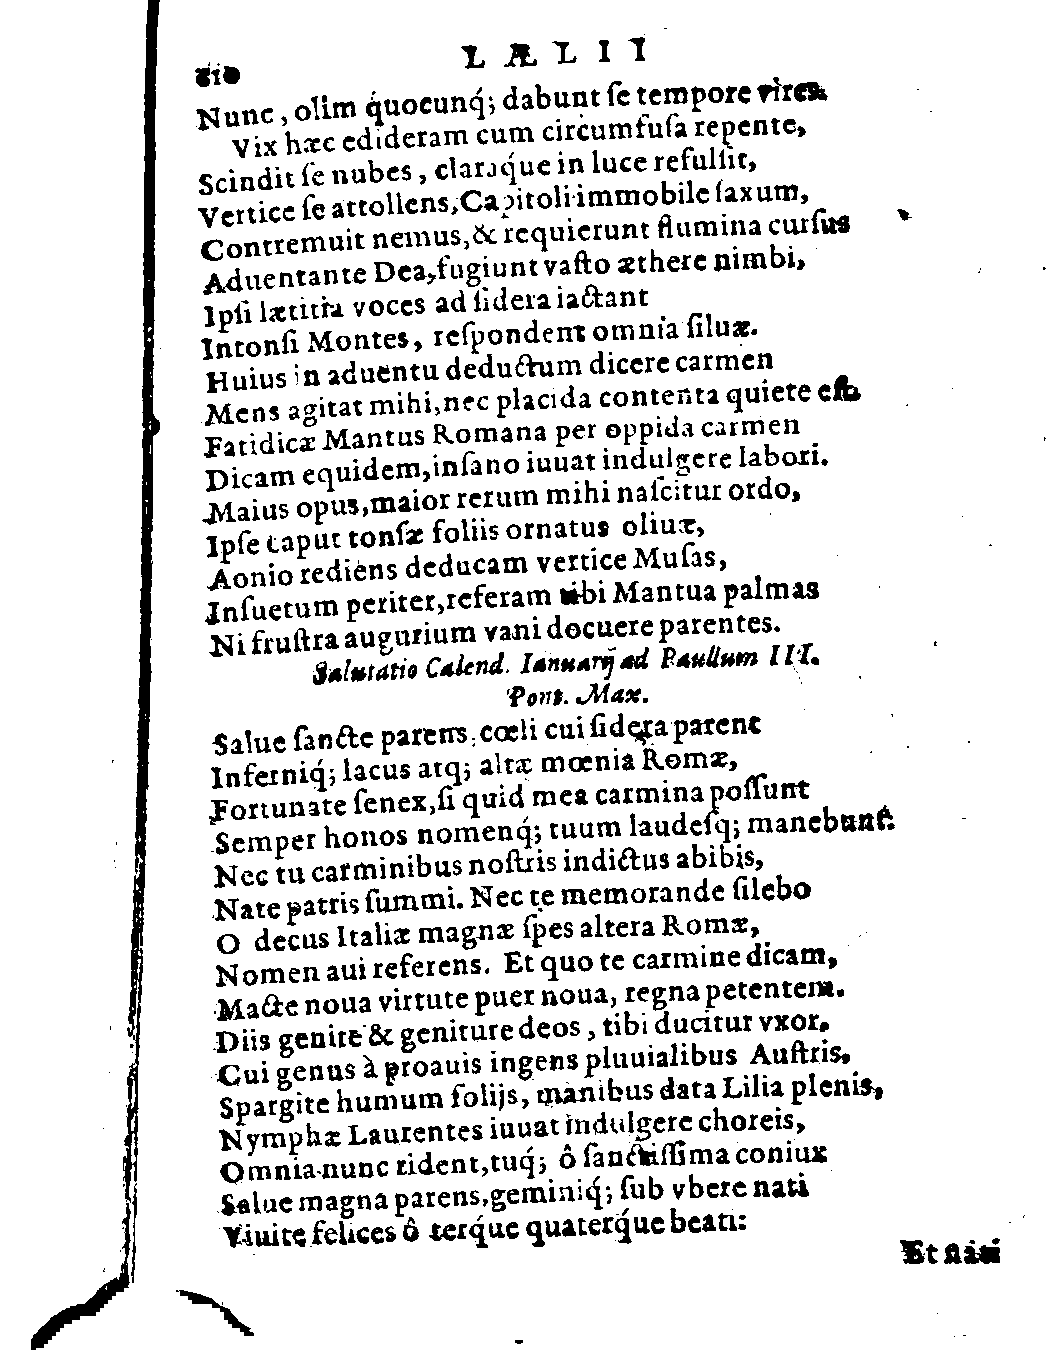 610 LÆLII
Nunc, olim quocunq́; dabunt ſe tempore vires.
Vix hæc edideram cum circumfuſa repente,
Scindit ſe nubes, claraq́ue in luce refulſit,
Vertice ſe attollens, Capitoli immobile ſaxum,
Contremuit nemus, & requierunt flumina curſus
Aduentante Dea, fugiunt vaſto æthere nimbi,
Ipſi lætitia voces ad ſidera iactant
Intonſi Montes, reſpondent omnia ſiluæ.
Huius in aduentu deductum dicere carmen
Mens agitat mihi, nec placida contenta quiete eſt.
Fatidicæ Mantus Romana per oppida carmen
Dicam equidem, inſano iuuat indulgere labori.
Maius opus, maior rerum mihi naſcitur ordo,
Ipſe caput tonſæ foliis ornatus oliuæ,
Aonio rediens deducam vertice Muſas,
Inſuetum per iter, referam tibi Mantua palmas
Ni fruſtra augurium vani docuere parentes.
Salutatio Calend. Ianuarij ad Paullum III.
Pont. Max.
Salue ſancte parens, cœli cui ſidera parent
Inferniq́; lacus atq; altæ mœnia Romæ,
Fortunate ſenex, ſi quid mea carmina poſſunt
Semper honos nomenq́; tuum laudeſq; manebunt.
Nec tu carminibus noſtris indictus abibis,
Nate patris ſummi. Nec te memorande ſilebo
O decus Italiæ magnæ ſpes altera Romæ,
Nomen aui referens. Et quo te carmine dicam,
Macte noua virtute puer noua, regna petentem.
Diis genite & geniture deos, tibi ducitur vxor,
Cui genus à proauis ingens pluuialibus Auſtris.
Spargite humum folijs, manibus data Lilia plenis,
Nymphæ Laurentes iuuat indulgere choreis,
Omnia nunc rident, tuq́; ô ſanctiſſima coniux
Salue magna parens, geminiq́; ſub vbere nati
Viuite felices ô terq́ue quaterq́ue beati:
Et